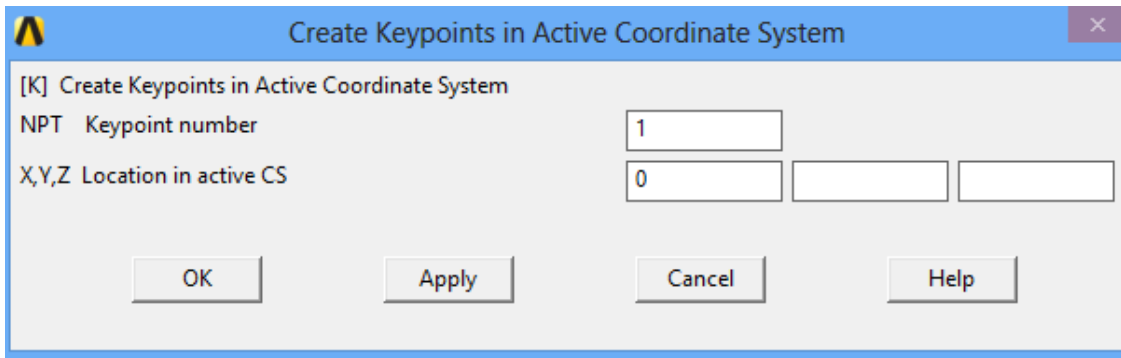 Create Keypoints in Active Coordinate System
[K] Create Keypoints in Active Coordinate System
NPT Keypoint number 1
X,Y,Z Location in active CS 0
OK Apply Cancel Help